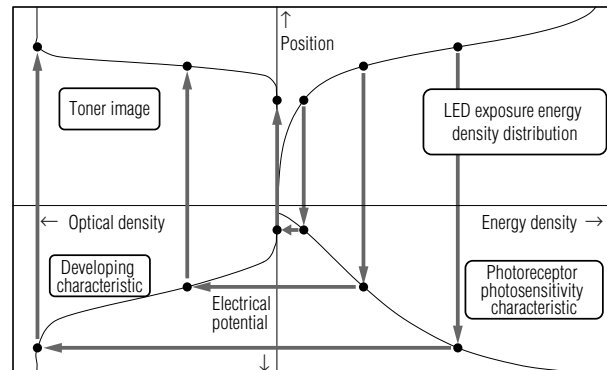 ↑
Position
Toner image
LED exposure energy
density distribution
← Optical density
Energy density →
Developing
characteristic
Electrical
potential
↓
Photoreceptor
photosensitivity
characteristic